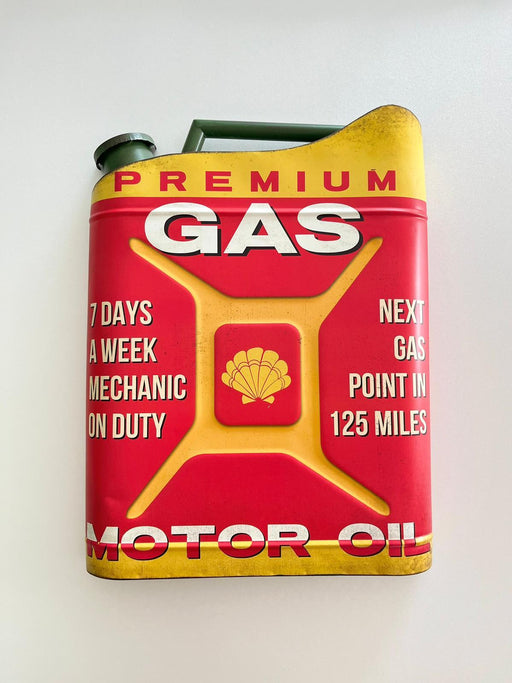 PREMIUM
GAS
7 DAYS
A WEEK
MECHANIC
ON DUTY
NEXT
GAS
POINT IN
125 MILES
MOTOR OIL